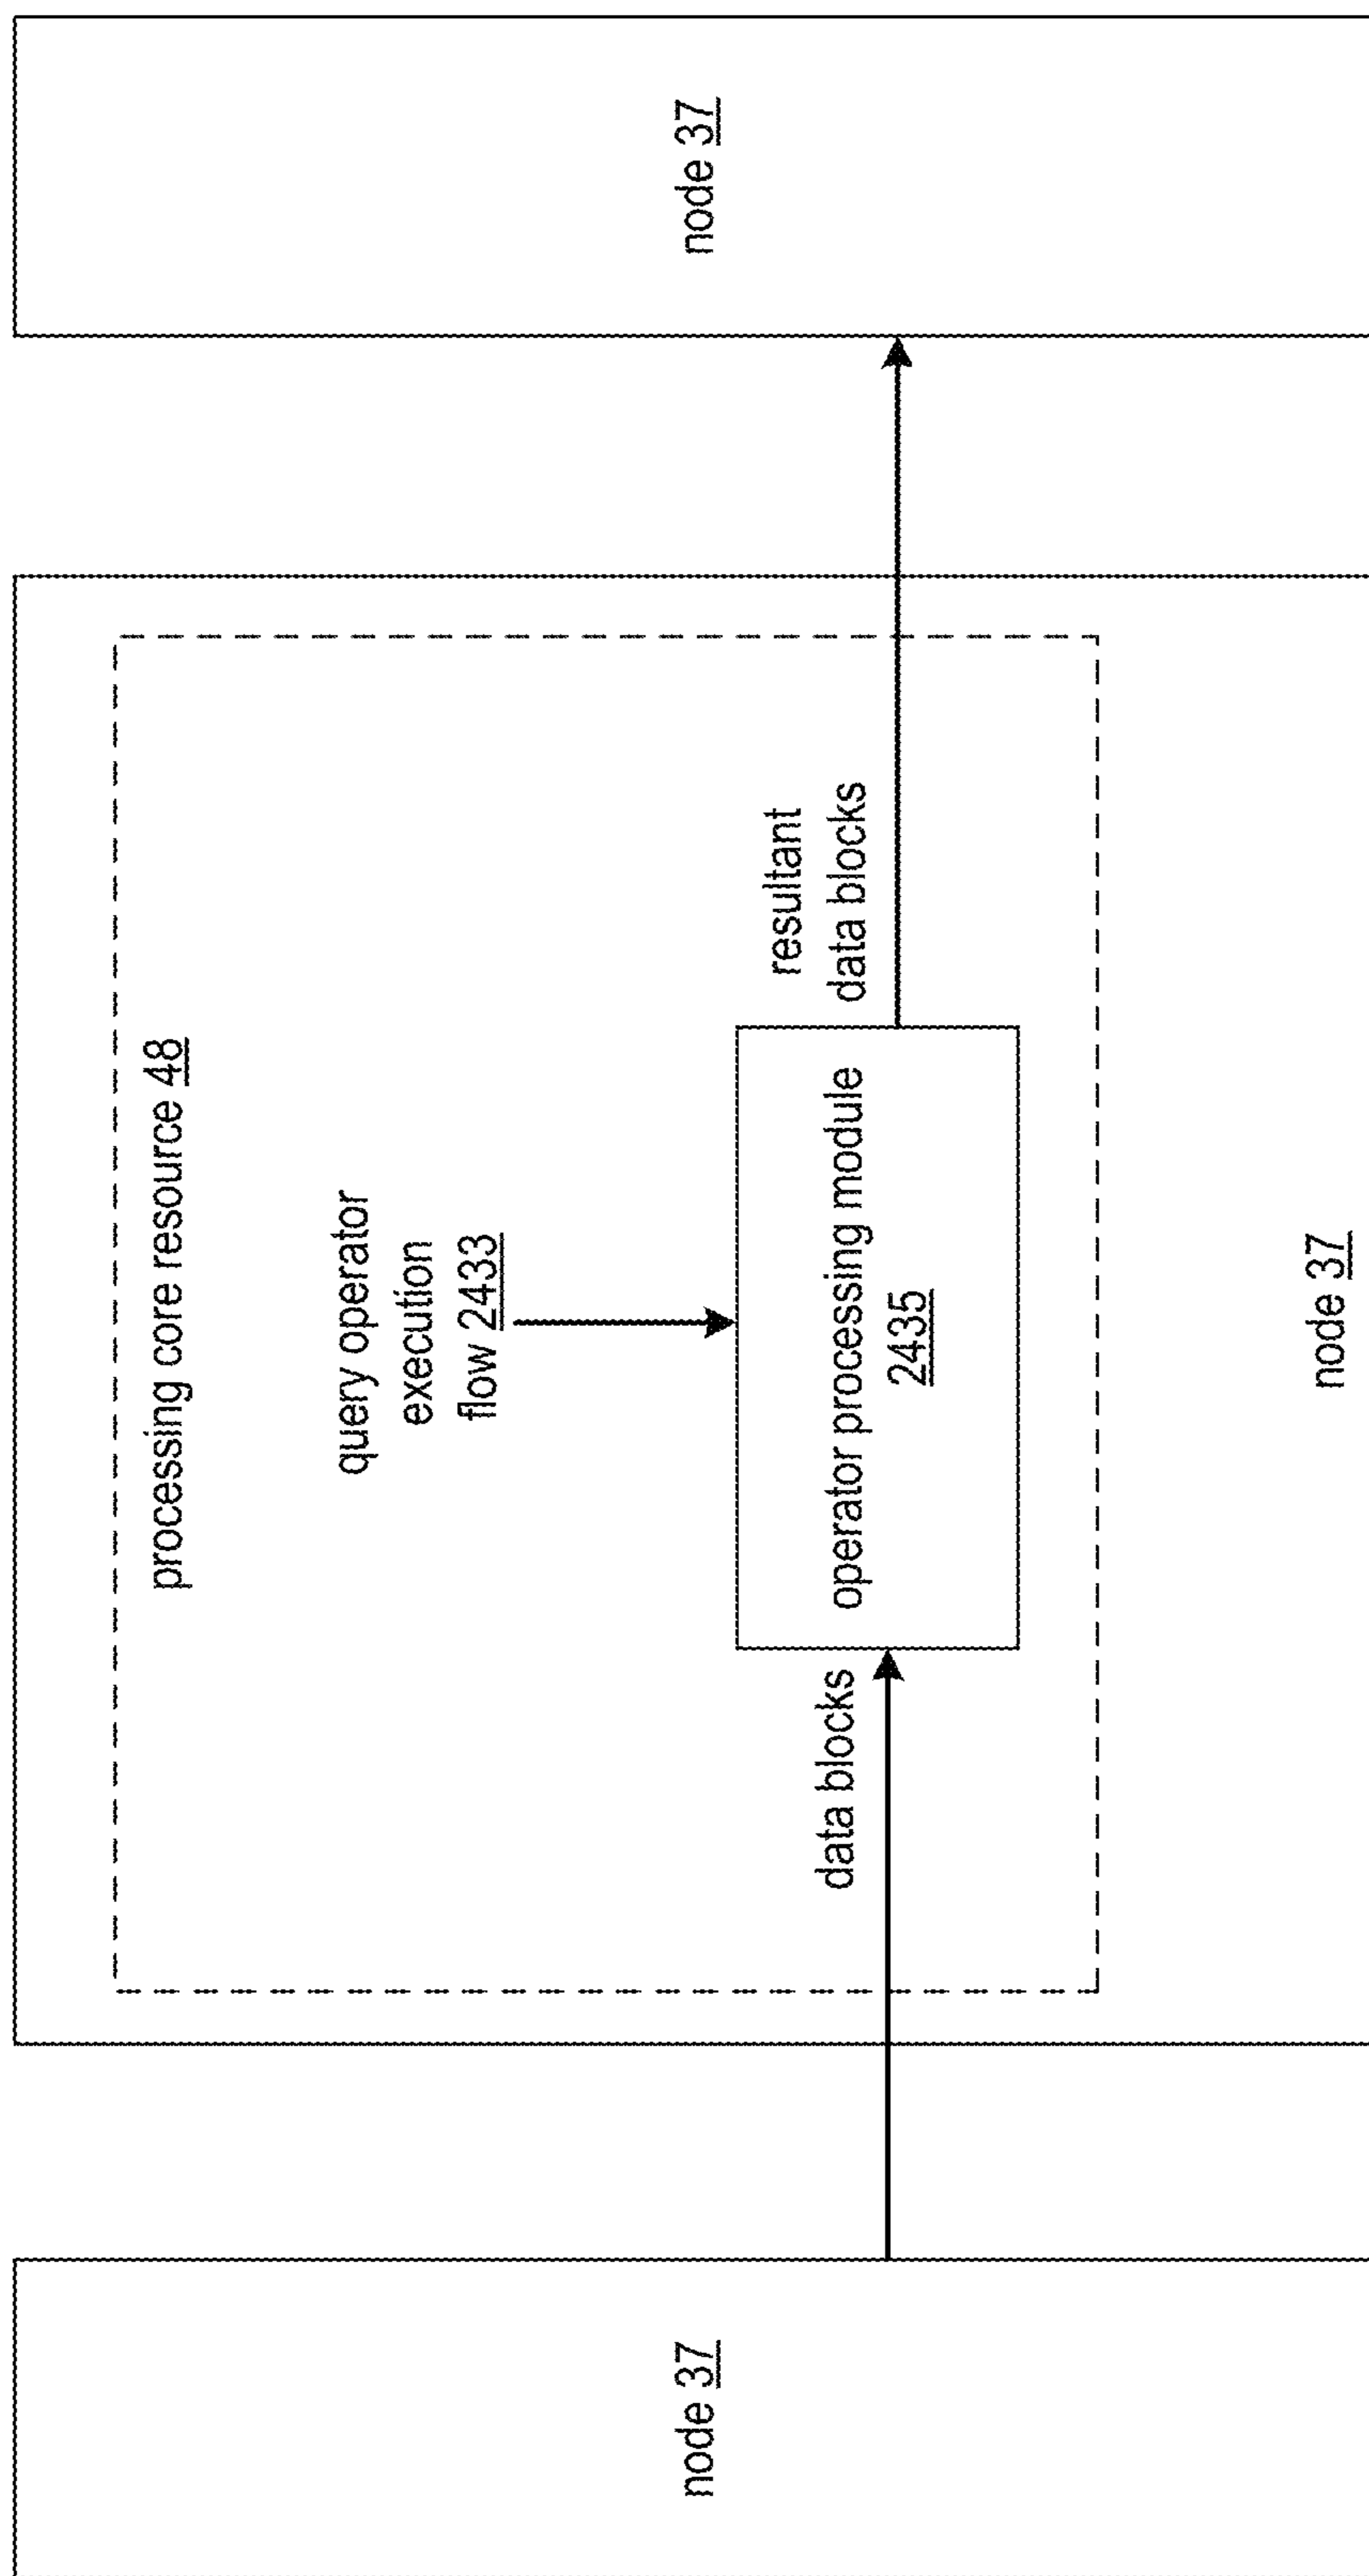 node 37
processing core resource 48
query operator
execution
flow 2433
data blocks
operator processing module
2435
resultant
data blocks
node 37
node 37